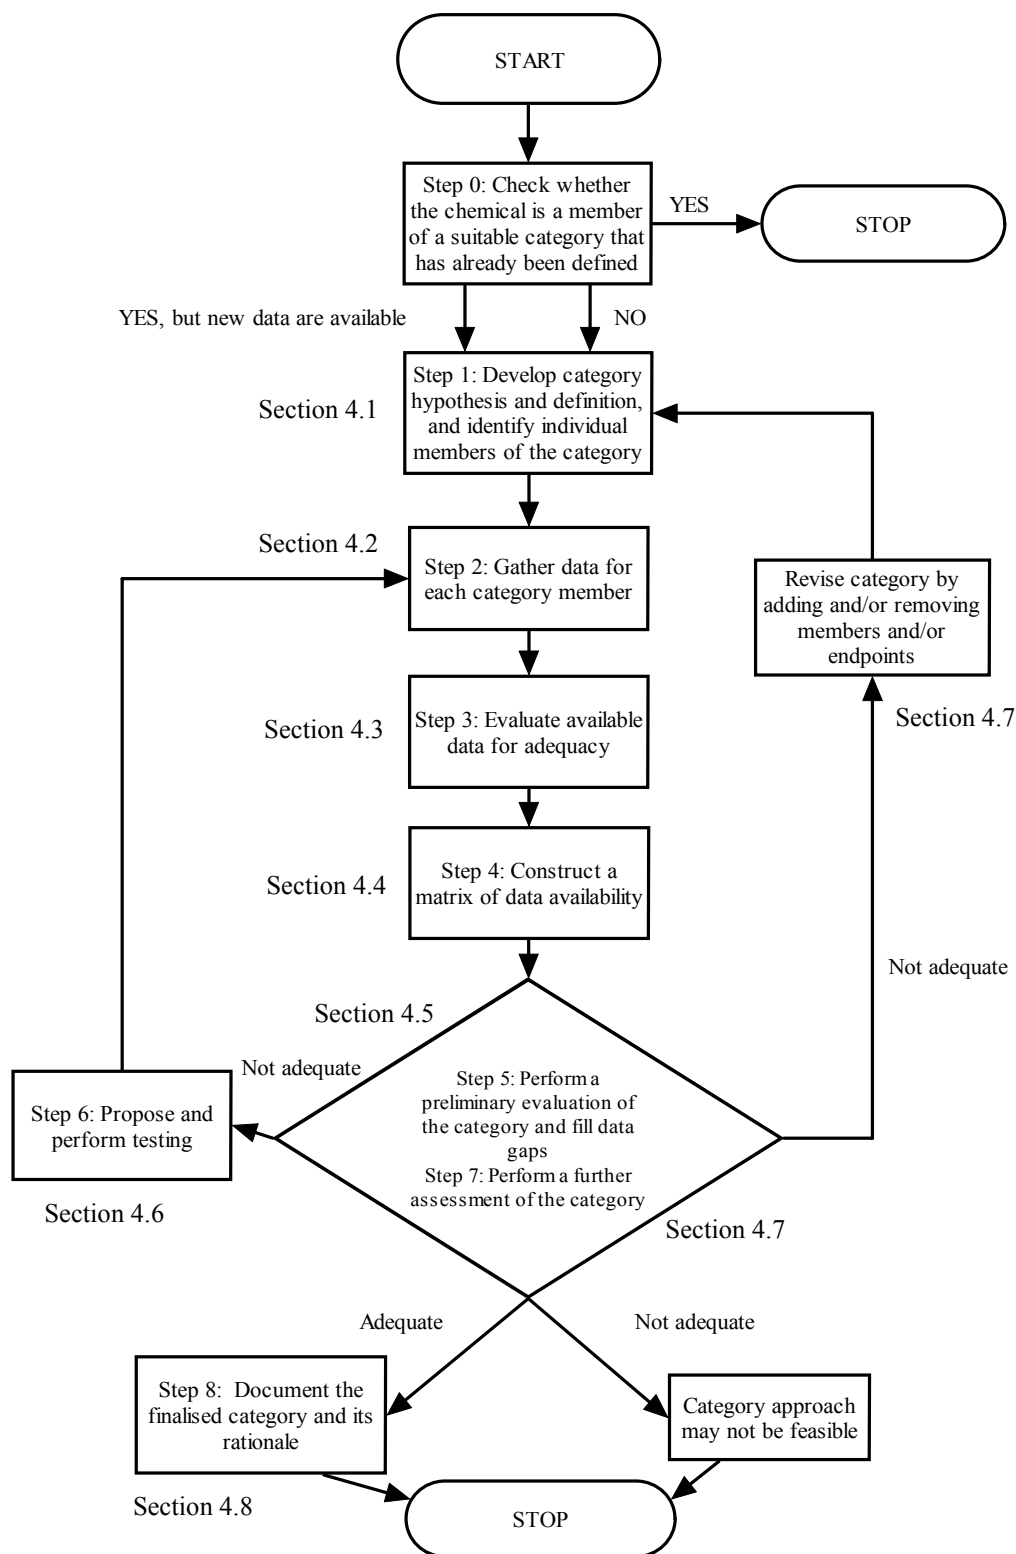 START
Step 0: Check whether
the chemical is a member
of a suitable category that
has already been defined
YES
STOP
YES, but new data are available
NO
Section 4.1
Step 1: Develop category
hypothesis and definition,
and identify individual
members of the category
Section 4.2
Step 2: Gather data for
each category member
Revise category by
adding and/or removing
members and/or
endpoints
Section 4.3
Step 3: Evaluate available
data for adequacy
Section 4.7
Section 4.4
Step 4: Construct a
matrix of data availability
Not adequate
Section 4.5
Not adequate
Step 6: Propose and
perform testing
Section 4.6
Step 5: Perform a
preliminary evaluation of
the category and fill data
gaps
Step 7: Perform a further
assessment of the category
Section 4.7
Adequate
Not adequate
Step 8: Document the
finalised category and its
rationale
Category approach
may not be feasible
Section 4.8
STOP